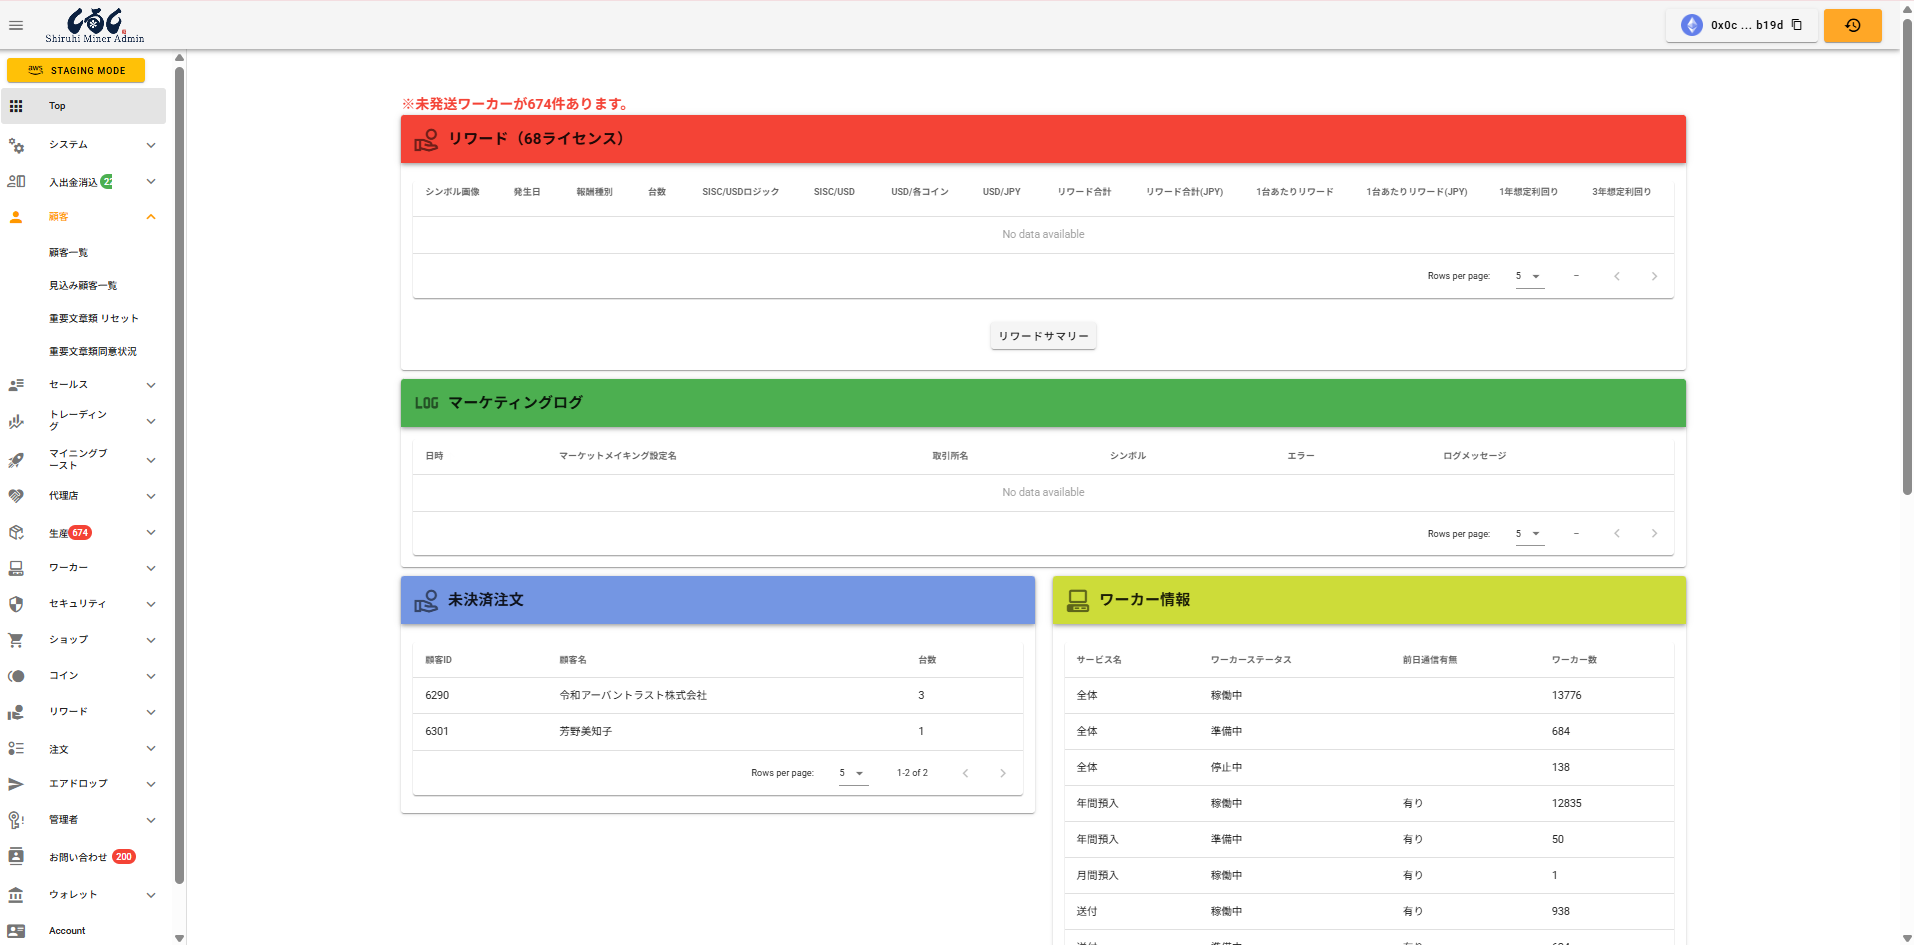 Shiruhi Miner Admin
0x0c ... b19d
aws STAGING MODE
Top
システム
入出金消込 22
顧客
顧客一覧
見込み顧客一覧
重要文章類 リセット
重要文章類同意状況
セールス
トレーディン
グ
マイニングブ
ースト
代理店
生産 674
ワーカー
セキュリティ
ショップ
コイン
リワード
注文
エアドロップ
管理者
お問い合わせ 200
ウォレット
Account
※未発送ワーカーが674件あります。
リワード（68ライセンス）
シンボル画像 発生日 報酬種別 台数 SISC/USDロジック SISC/USD USD/各コイン USD/JPY リワード合計 リワード合計(JPY) 1台あたりリワード 1台あたりリワード(JPY) 1年想定利回り 3年想定利回り
No data available
Rows per page: 5 –
リワードサマリー
LOG マーケティングログ
日時 マーケットメイキング設定名 取引所名 シンボル エラー ログメッセージ
No data available
Rows per page: 5 –
未決済注文
顧客ID 顧客名 台数
6290 令和アーバントラスト株式会社 3
6301 芳野美知子 1
Rows per page: 5 1-2 of 2
ワーカー情報
サービス名 ワーカーステータス 前日通信有無 ワーカー数
全体 稼働中 13776
全体 準備中 684
全体 停止中 138
年間預入 稼働中 有り 12835
年間預入 準備中 有り 50
月間預入 稼働中 有り 1
送付 稼働中 有り 938